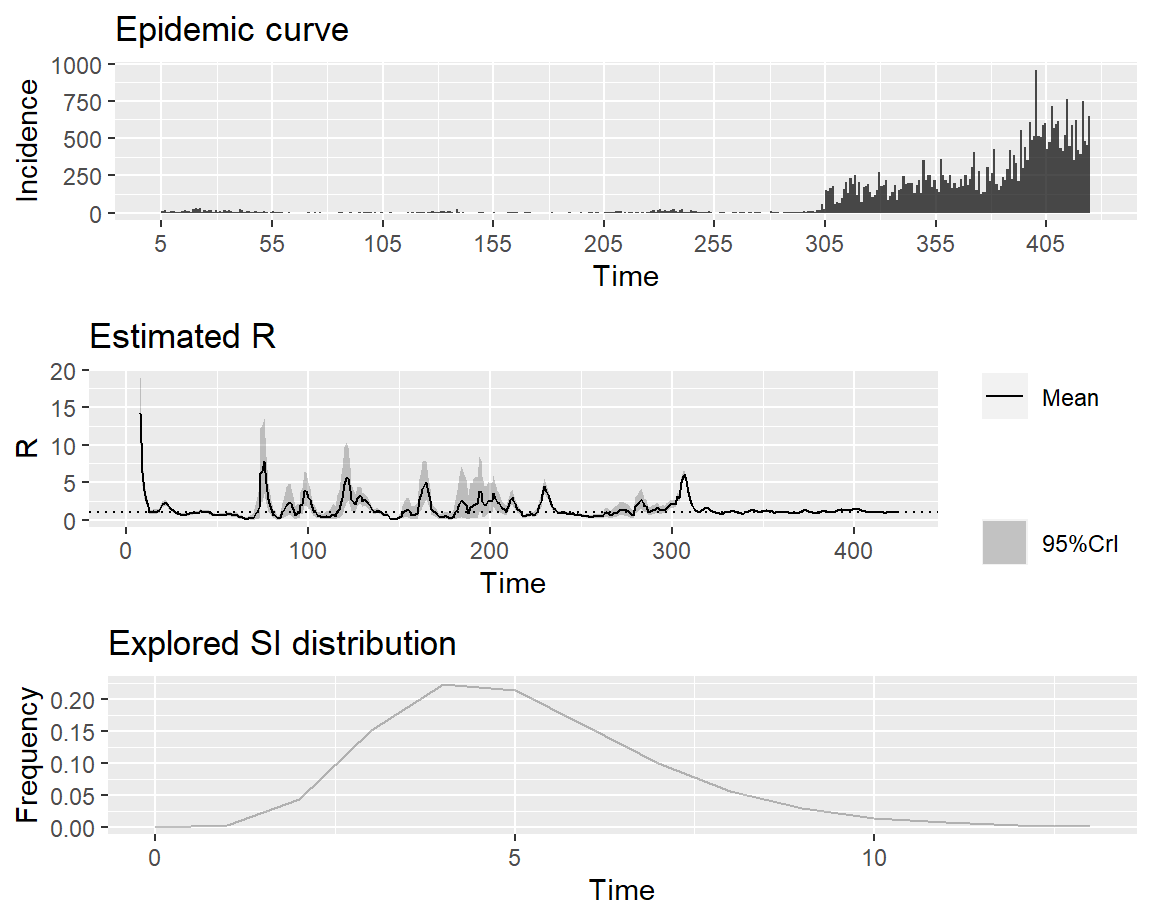 Epidemic curve
1000
750
500
250
0
Incidence
5 55 105 155 205 255 305 355 405
Time
Estimated R
20
15
10
5
0
R
0 100 200 300 400
Time
Mean
95%CrI
Explored SI distribution
0.20
0.15
0.10
0.05
0.00
Frequency
0 5 10
Time